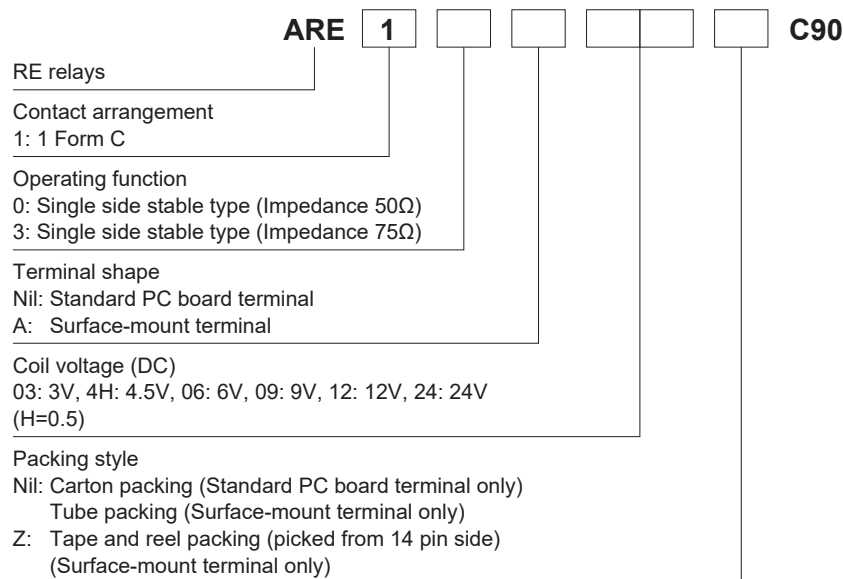 ARE 1 C90
RE relays
Contact arrangement
1: 1 Form C
Operating function
0: Single side stable type (Impedance 50Ω)
3: Single side stable type (Impedance 75Ω)
Terminal shape
Nil: Standard PC board terminal
A: Surface-mount terminal
Coil voltage (DC)
03: 3V, 4H: 4.5V, 06: 6V, 09: 9V, 12: 12V, 24: 24V
(H=0.5)
Packing style
Nil: Carton packing (Standard PC board terminal only)
Tube packing (Surface-mount terminal only)
Z: Tape and reel packing (picked from 14 pin side)
(Surface-mount terminal only)